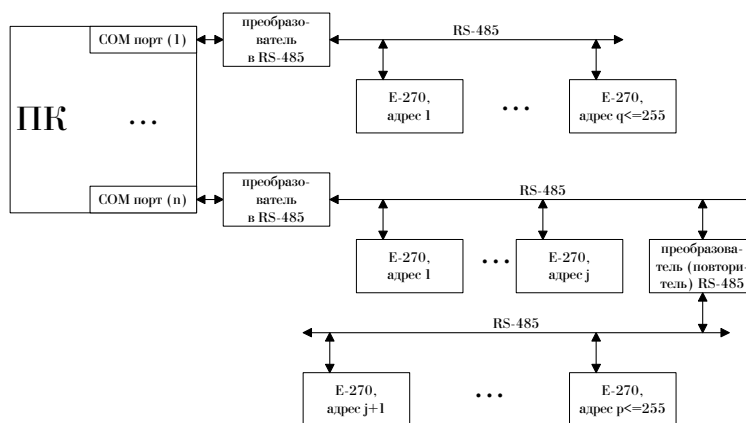 COM порт (1)
преобразо-
ватель
в RS-485
RS-485
E-270,
адрес 1
...
E-270,
адрес q<=255
ПК
...
COM порт (n)
преобразо-
ватель
в RS-485
RS-485
E-270,
адрес 1
...
E-270,
адрес j
преобразова-
тель (повтори-
тель) RS-485
RS-485
E-270,
адрес j+1
...
E-270,
адрес p<=255